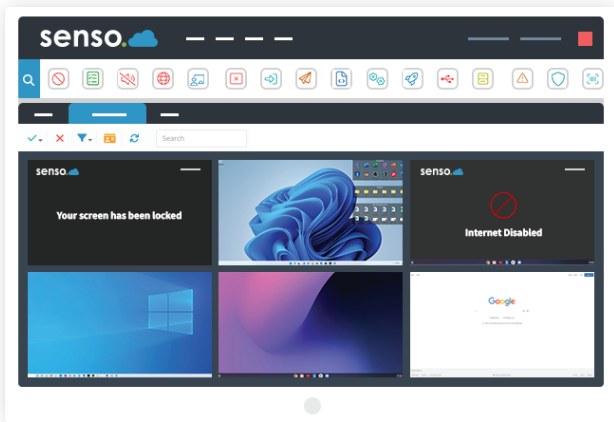 senso.
Search
senso.
Your screen has been locked
senso.
Internet Disabled
Google